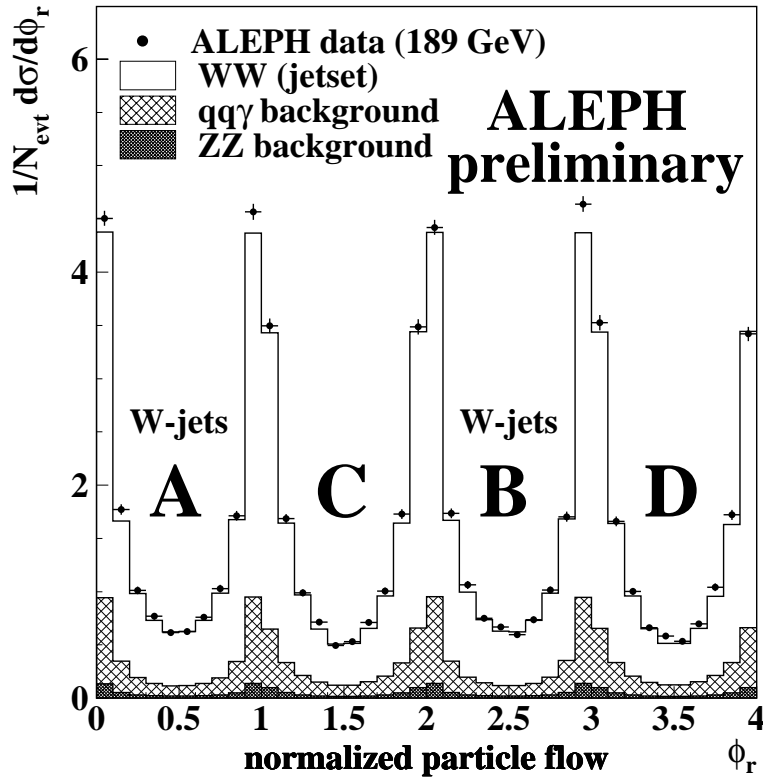 1/N_evt dσ/dϕ_r
6
4
2
0
ALEPH data (189 GeV)
WW (jetset)
qqγ background
ZZ background
ALEPH
preliminary
W-jets W-jets
A C B D
0 0.5 1 1.5 2 2.5 3 3.5 4
normalized particle flow ϕ_r